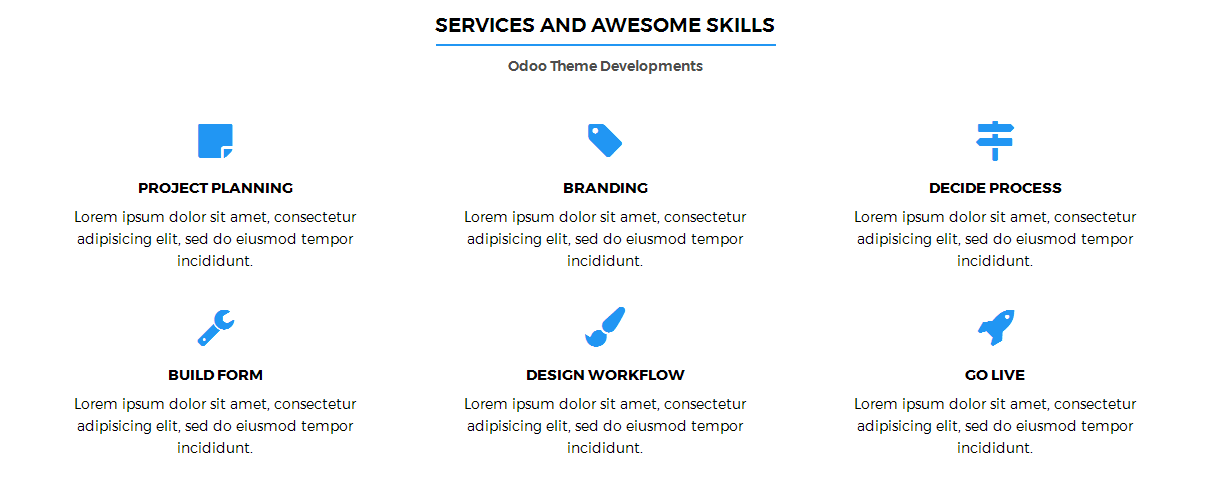 SERVICES AND AWESOME SKILLS
Odoo Theme Developments
PROJECT PLANNING
Lorem ipsum dolor sit amet, consectetur
adipisicing elit, sed do eiusmod tempor
incididunt.
BRANDING
Lorem ipsum dolor sit amet, consectetur
adipisicing elit, sed do eiusmod tempor
incididunt.
DECIDE PROCESS
Lorem ipsum dolor sit amet, consectetur
adipisicing elit, sed do eiusmod tempor
incididunt.
BUILD FORM
Lorem ipsum dolor sit amet, consectetur
adipisicing elit, sed do eiusmod tempor
incididunt.
DESIGN WORKFLOW
Lorem ipsum dolor sit amet, consectetur
adipisicing elit, sed do eiusmod tempor
incididunt.
GO LIVE
Lorem ipsum dolor sit amet, consectetur
adipisicing elit, sed do eiusmod tempor
incididunt.